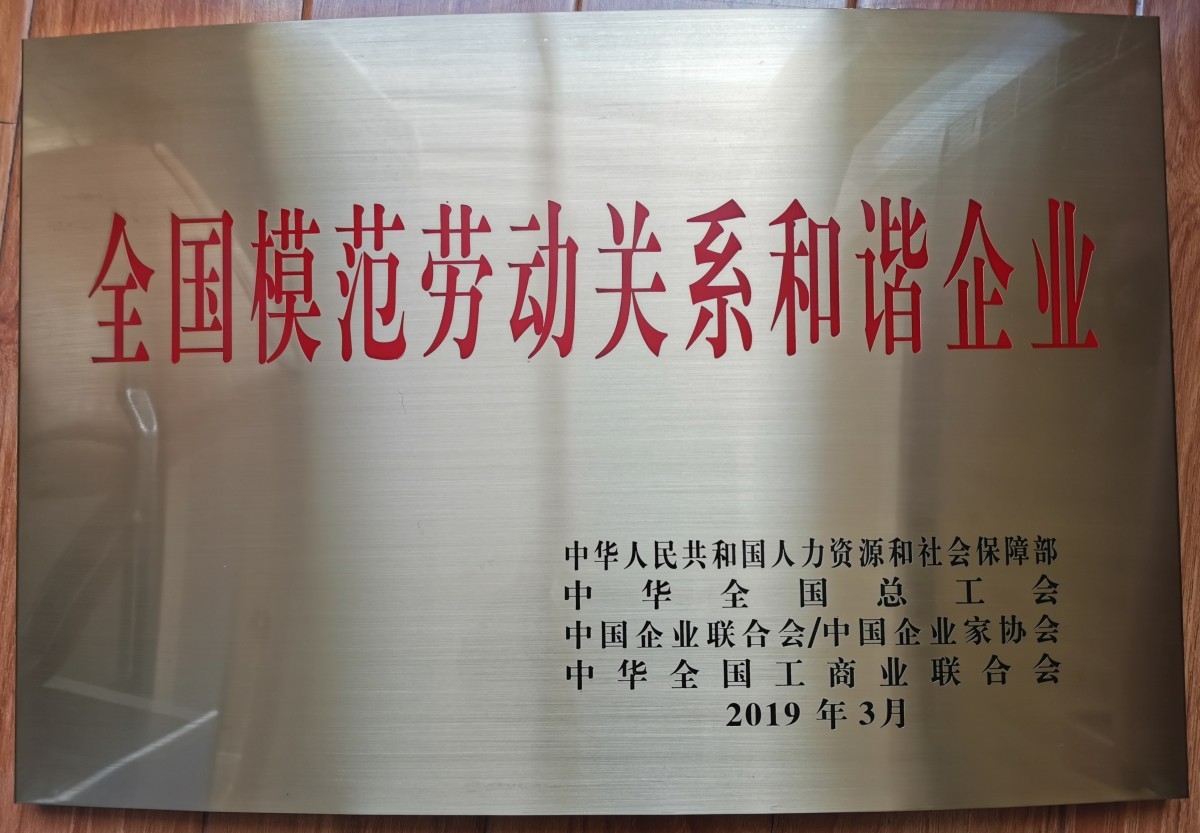 全国模范劳动关系和谐企业
中华人民共和国人力资源和社会保障部
中华全国总工会
中国企业联合会/中国企业家协会
中华全国工商业联合会
2019 年 3月